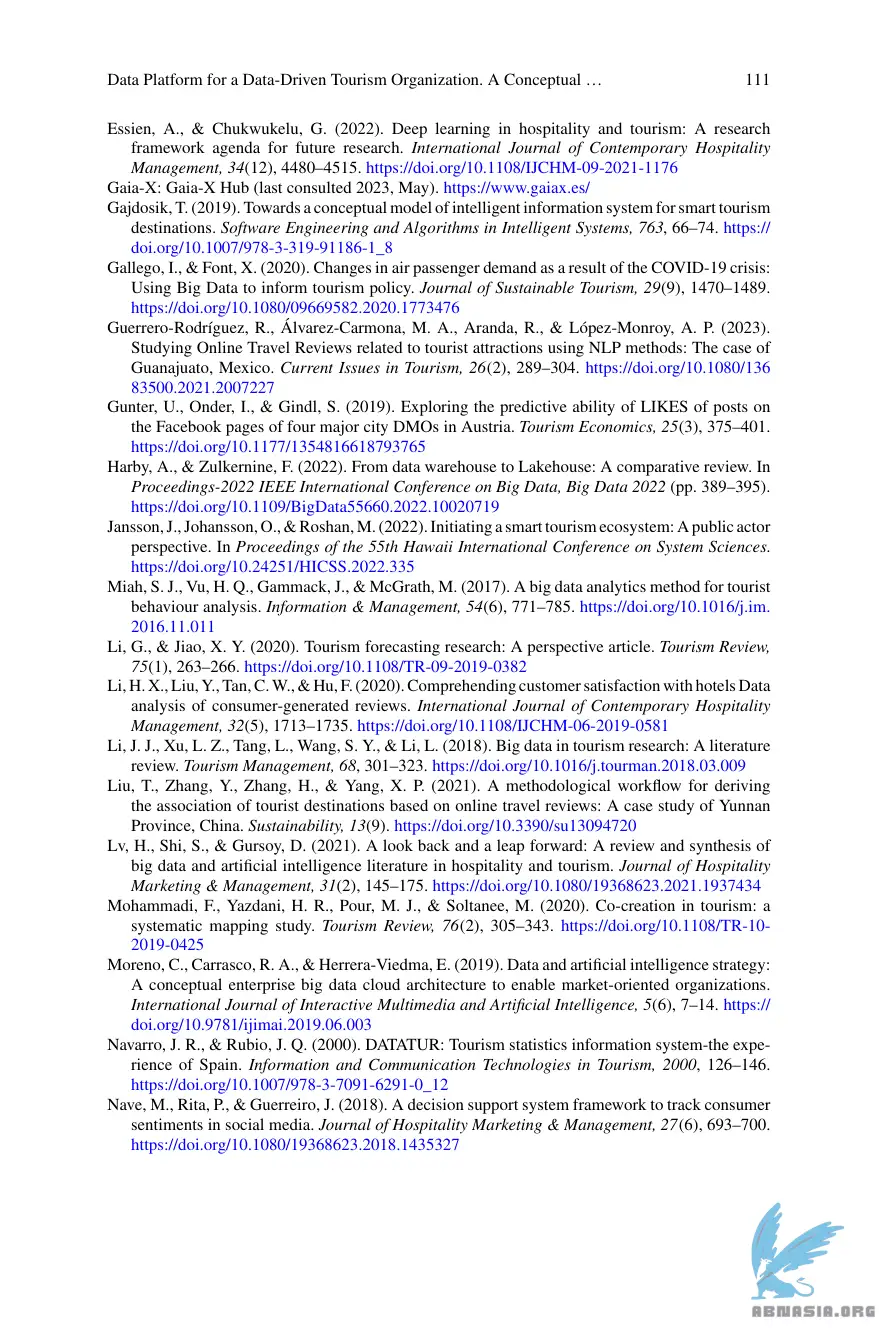 Data Platform for a Data-Driven Tourism Organization. A Conceptual … 111
Essien, A., & Chukwukelu, G. (2022). Deep learning in hospitality and tourism: A research
framework agenda for future research. International Journal of Contemporary Hospitality
Management, 34(12), 4480–4515. https://doi.org/10.1108/IJCHM-09-2021-1176
Gaia-X: Gaia-X Hub (last consulted 2023, May). https://www.gaiax.es/
Gajdosik, T. (2019). Towards a conceptual model of intelligent information system for smart tourism
destinations. Software Engineering and Algorithms in Intelligent Systems, 763, 66–74. https://
doi.org/10.1007/978-3-319-91186-1_8
Gallego, I., & Font, X. (2020). Changes in air passenger demand as a result of the COVID-19 crisis:
Using Big Data to inform tourism policy. Journal of Sustainable Tourism, 29(9), 1470–1489.
https://doi.org/10.1080/09669582.2020.1773476
Guerrero-Rodríguez, R., Álvarez-Carmona, M. A., Aranda, R., & López-Monroy, A. P. (2023).
Studying Online Travel Reviews related to tourist attractions using NLP methods: The case of
Guanajuato, Mexico. Current Issues in Tourism, 26(2), 289–304. https://doi.org/10.1080/136
83500.2021.2007227
Gunter, U., Onder, I., & Gindl, S. (2019). Exploring the predictive ability of LIKES of posts on
the Facebook pages of four major city DMOs in Austria. Tourism Economics, 25(3), 375–401.
https://doi.org/10.1177/1354816618793765
Harby, A., & Zulkernine, F. (2022). From data warehouse to Lakehouse: A comparative review. In
Proceedings-2022 IEEE International Conference on Big Data, Big Data 2022 (pp. 389–395).
https://doi.org/10.1109/BigData55660.2022.10020719
Jansson, J., Johansson, O., & Roshan, M. (2022). Initiating a smart tourism ecosystem: A public actor
perspective. In Proceedings of the 55th Hawaii International Conference on System Sciences.
https://doi.org/10.24251/HICSS.2022.335
Miah, S. J., Vu, H. Q., Gammack, J., & McGrath, M. (2017). A big data analytics method for tourist
behaviour analysis. Information & Management, 54(6), 771–785. https://doi.org/10.1016/j.im.
2016.11.011
Li, G., & Jiao, X. Y. (2020). Tourism forecasting research: A perspective article. Tourism Review,
75(1), 263–266. https://doi.org/10.1108/TR-09-2019-0382
Li, H. X., Liu, Y., Tan, C. W., & Hu, F. (2020). Comprehending customer satisfaction with hotels Data
analysis of consumer-generated reviews. International Journal of Contemporary Hospitality
Management, 32(5), 1713–1735. https://doi.org/10.1108/IJCHM-06-2019-0581
Li, J. J., Xu, L. Z., Tang, L., Wang, S. Y., & Li, L. (2018). Big data in tourism research: A literature
review. Tourism Management, 68, 301–323. https://doi.org/10.1016/j.tourman.2018.03.009
Liu, T., Zhang, Y., Zhang, H., & Yang, X. P. (2021). A methodological workflow for deriving
the association of tourist destinations based on online travel reviews: A case study of Yunnan
Province, China. Sustainability, 13(9). https://doi.org/10.3390/su13094720
Lv, H., Shi, S., & Gursoy, D. (2021). A look back and a leap forward: A review and synthesis of
big data and artificial intelligence literature in hospitality and tourism. Journal of Hospitality
Marketing & Management, 31(2), 145–175. https://doi.org/10.1080/19368623.2021.1937434
Mohammadi, F., Yazdani, H. R., Pour, M. J., & Soltanee, M. (2020). Co-creation in tourism: a
systematic mapping study. Tourism Review, 76(2), 305–343. https://doi.org/10.1108/TR-10-
2019-0425
Moreno, C., Carrasco, R. A., & Herrera-Viedma, E. (2019). Data and artificial intelligence strategy:
A conceptual enterprise big data cloud architecture to enable market-oriented organizations.
International Journal of Interactive Multimedia and Artificial Intelligence, 5(6), 7–14. https://
doi.org/10.9781/ijimai.2019.06.003
Navarro, J. R., & Rubio, J. Q. (2000). DATATUR: Tourism statistics information system-the expe-
rience of Spain. Information and Communication Technologies in Tourism, 2000, 126–146.
https://doi.org/10.1007/978-3-7091-6291-0_12
Nave, M., Rita, P., & Guerreiro, J. (2018). A decision support system framework to track consumer
sentiments in social media. Journal of Hospitality Marketing & Management, 27(6), 693–700.
https://doi.org/10.1080/19368623.2018.1435327
ABNASIA.ORG